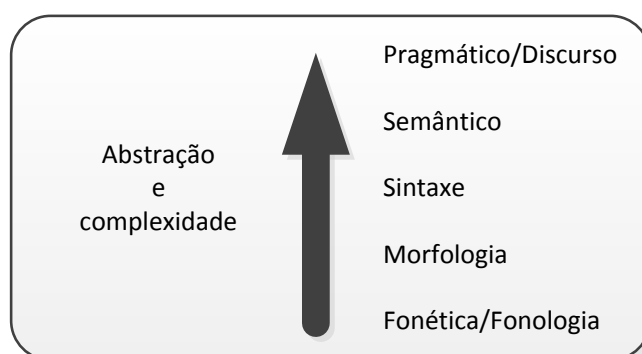 Abstração
e
complexidade
Pragmático/Discurso
Semântico
Sintaxe
Morfologia
Fonética/Fonologia